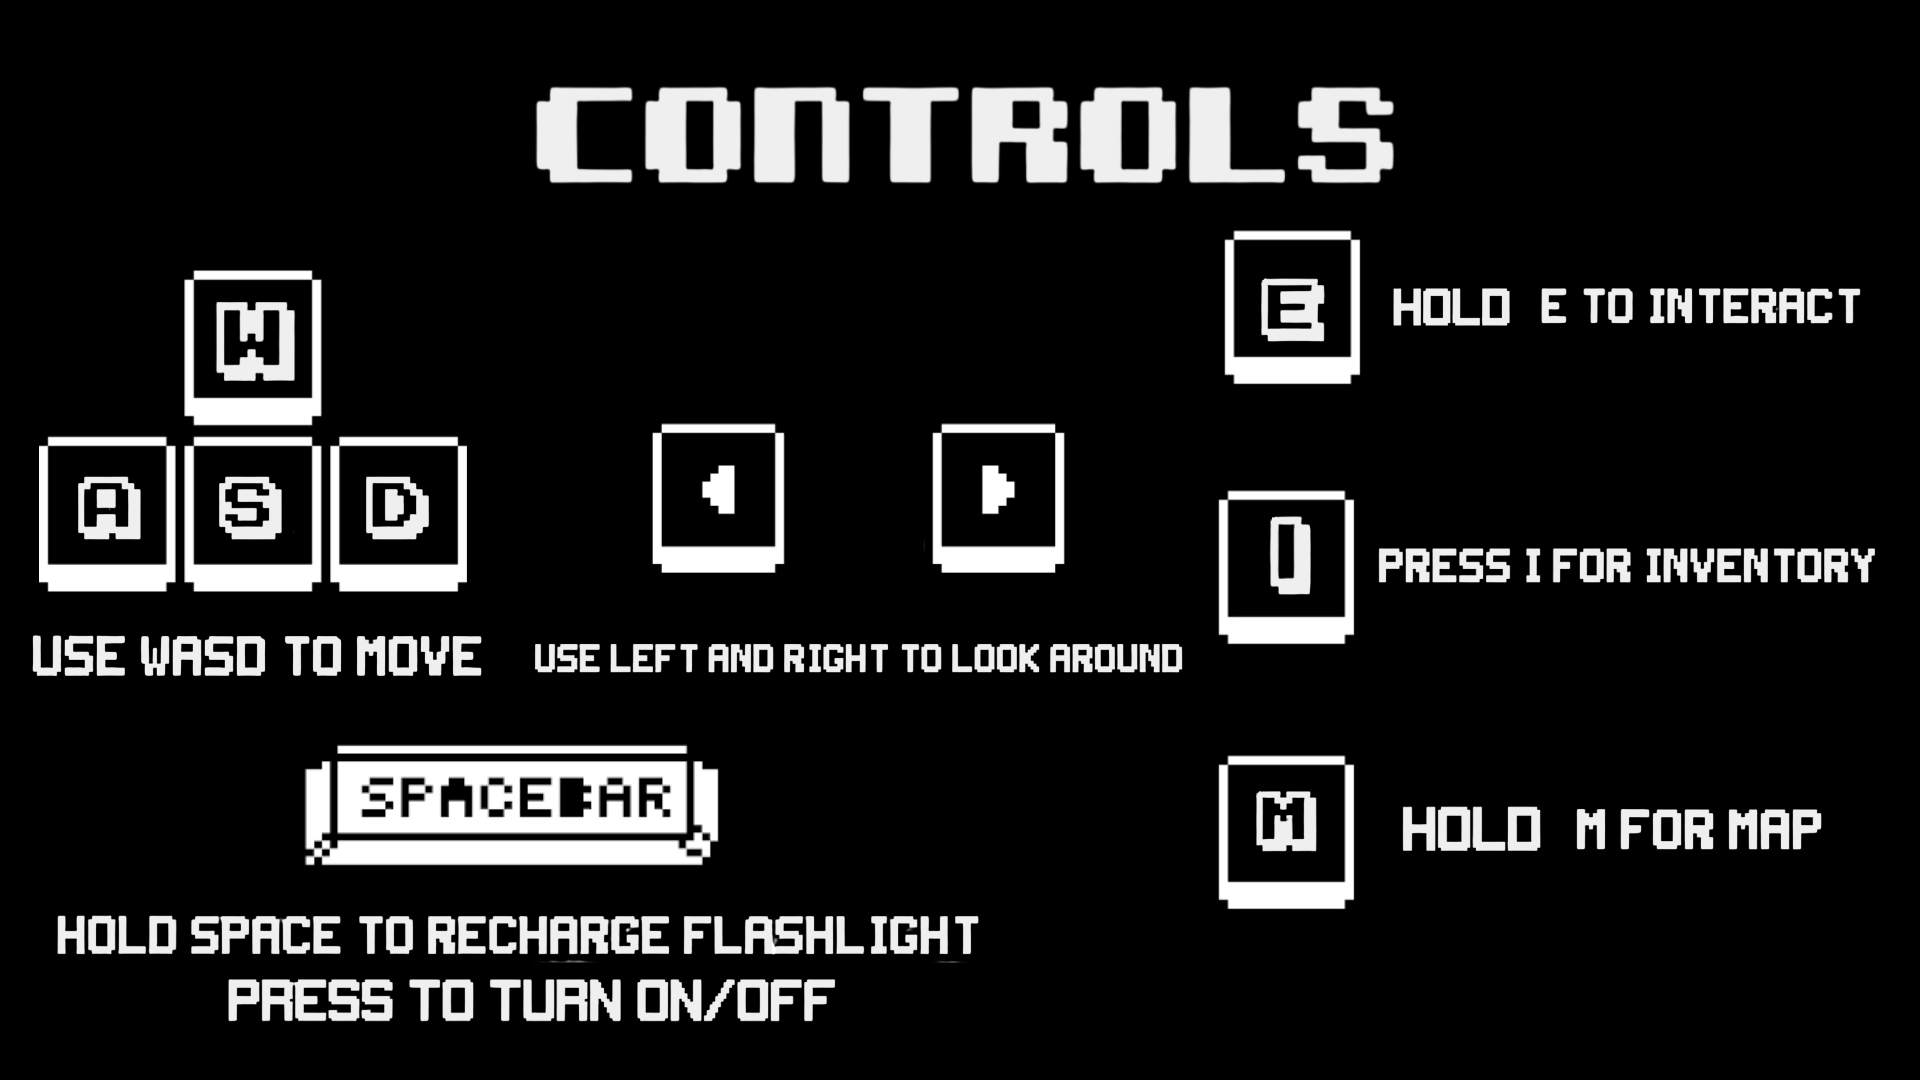 CONTROLS
W
A S D
USE WASD TO MOVE
USE LEFT AND RIGHT TO LOOK AROUND
E
HOLD E TO INTERACT
I
PRESS I FOR INVENTORY
M
HOLD M FOR MAP
SPACEBAR
HOLD SPACE TO RECHARGE FLASHLIGHT
PRESS TO TURN ON/OFF